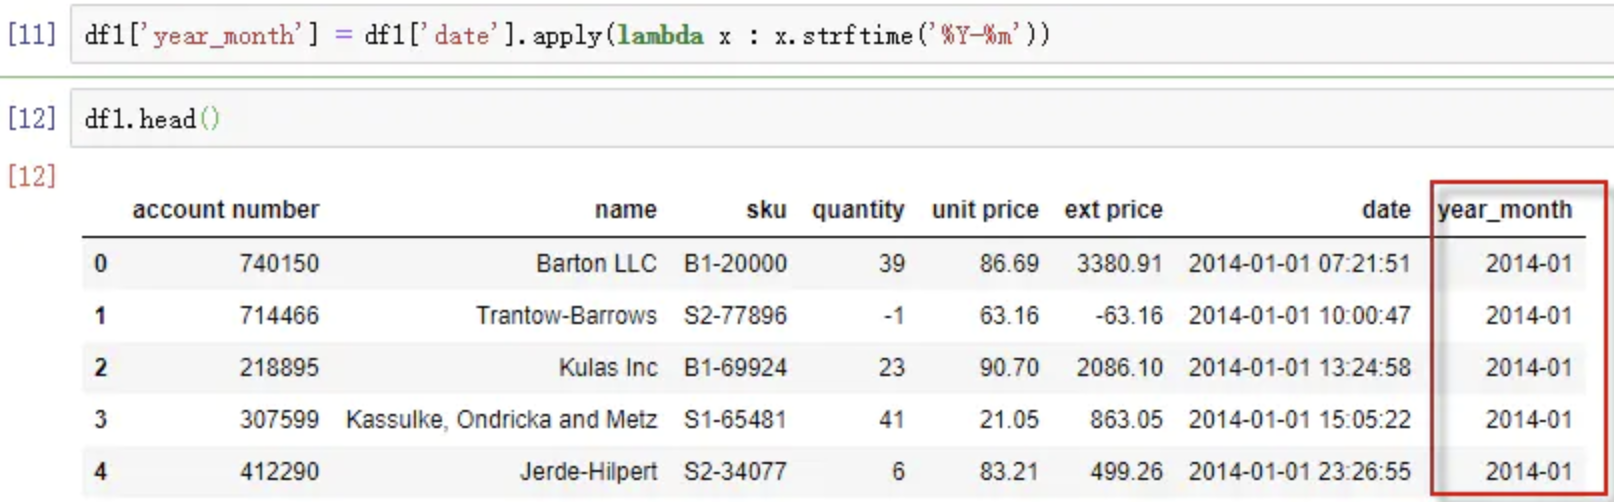 [11] df1['year_month'] = df1['date'].apply(lambda x : x.strftime('%Y-%m'))
[12] df1.head()
[12]
account number name sku quantity unit price ext price date year_month
0 740150 Barton LLC B1-20000 39 86.69 3380.91 2014-01-01 07:21:51 2014-01
1 714466 Trantow-Barrows S2-77896 -1 63.16 -63.16 2014-01-01 10:00:47 2014-01
2 218895 Kulas Inc B1-69924 23 90.70 2086.10 2014-01-01 13:24:58 2014-01
3 307599 Kassulke, Ondricka and Metz S1-65481 41 21.05 863.05 2014-01-01 15:05:22 2014-01
4 412290 Jerde-Hilpert S2-34077 6 83.21 499.26 2014-01-01 23:26:55 2014-01